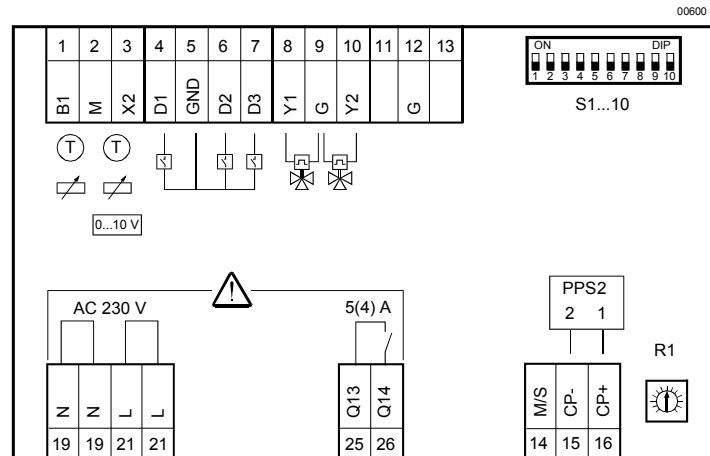 00600
1 2 3 4 5 6 7 8 9 10 11 12 13
B1 M X2 D1 GND D2 D3 Y1 G Y2 G
ON DIP
1 2 3 4 5 6 7 8 9 10
S1...10
T T
0...10 V
AC 230 V
5(4) A
PPS2
2 1
R1
N N L L
Q13 Q14
M/S CP- CP+
19 19 21 21
25 26
14 15 16